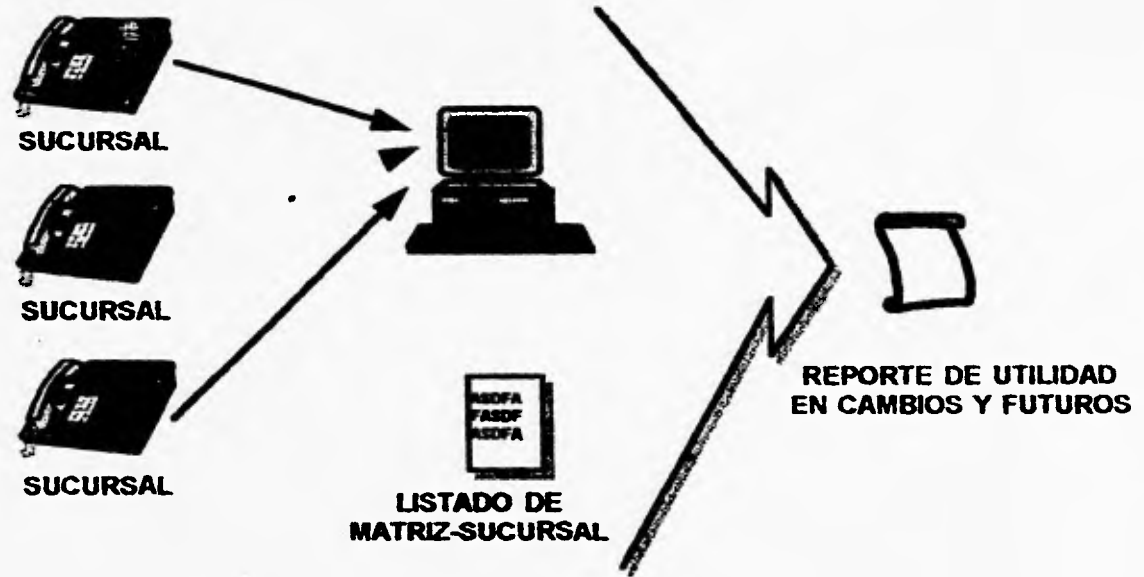 SUCURSAL
SUCURSAL
SUCURSAL
ASDFA
FASDF
ASDFA
LISTADO DE
MATRIZ-SUCURSAL
REPORTE DE UTILIDAD
EN CAMBIOS Y FUTUROS